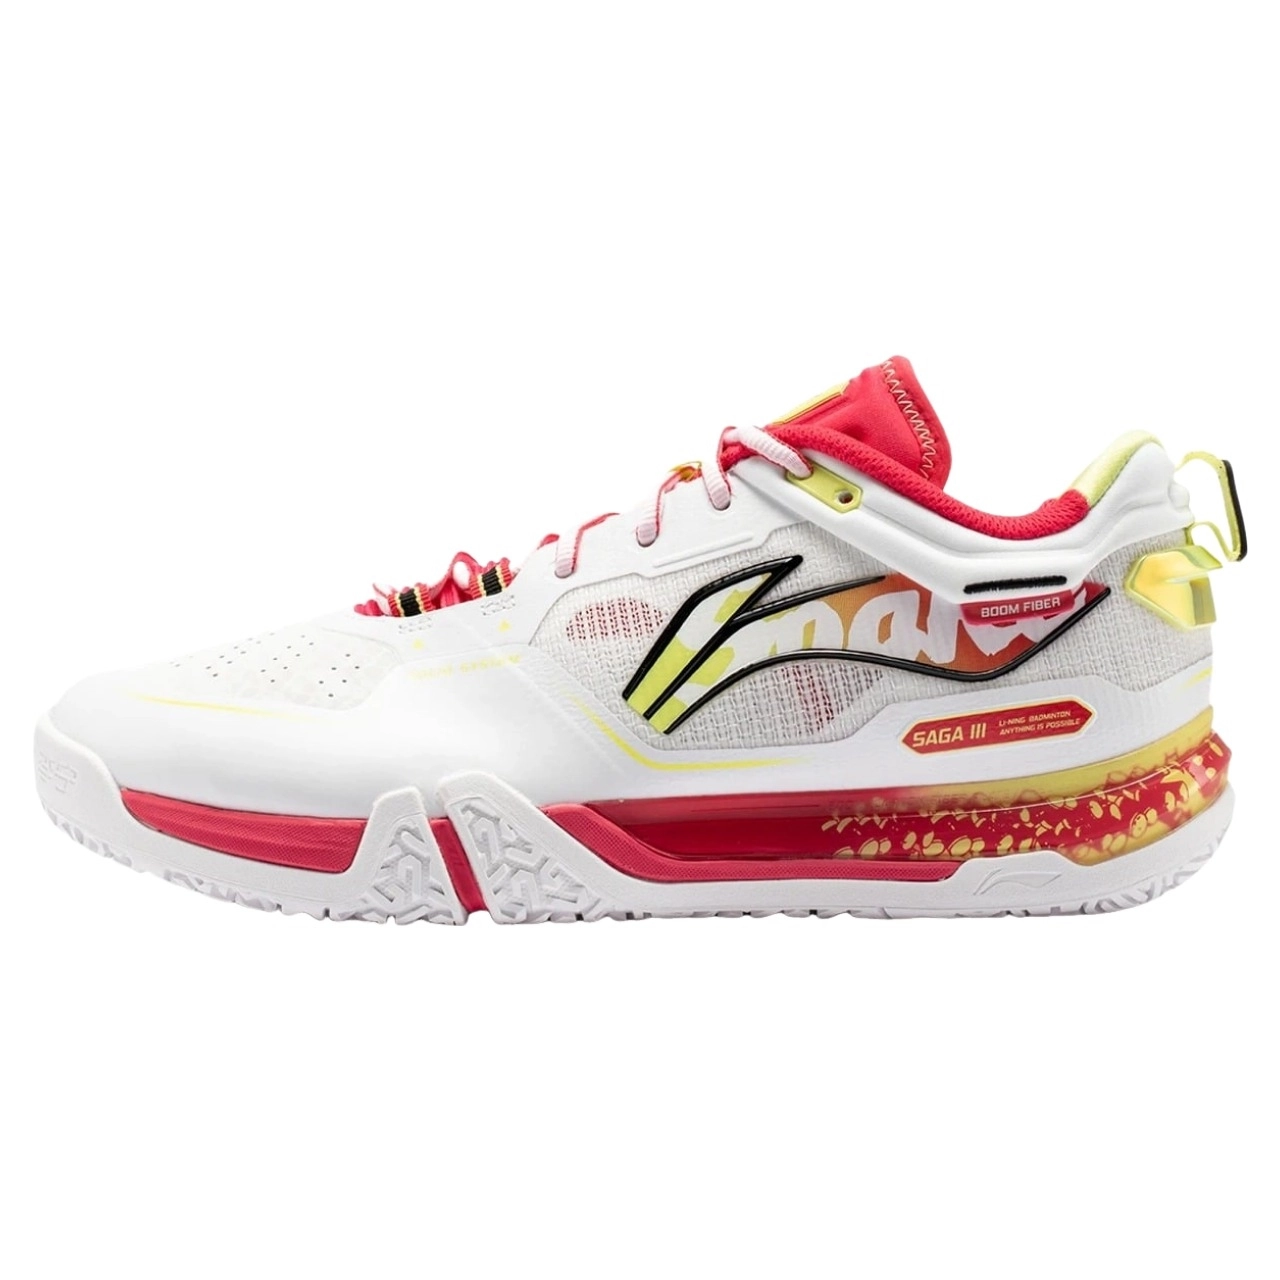 BOOM FIBER
SAGA III
LI-NING BADMINTON
ANYTHING IS POSSIBLE